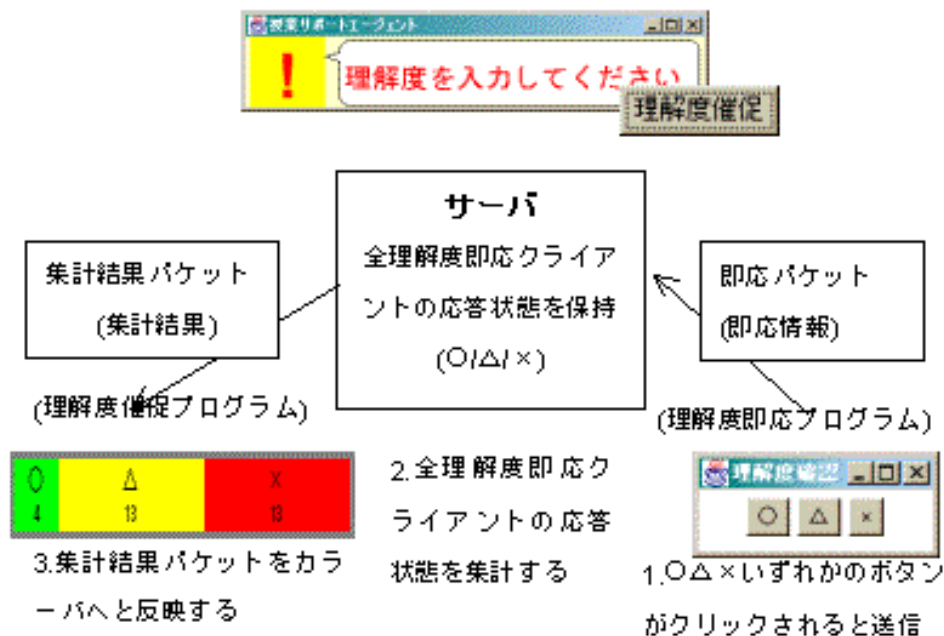 授業サポートエージェント
!
理解度を入力してください
理解度催促
サーバ
全理解度即応クライア
ントの応答状態を保持
(○/△/×)
集計結果パケット
(集計結果)
即応パケット
(即応情報)
(理解度催促プログラム)
(理解度即応プログラム)
○ △ ×
4 13 13
3.集計結果パケットをカラ
ーバへと反映する
2.全理解度即応ク
ライアントの応答
状態を集計する
理解度確認
○ △ ×
1.○△×いずれかのボタン
がクリックされると送信